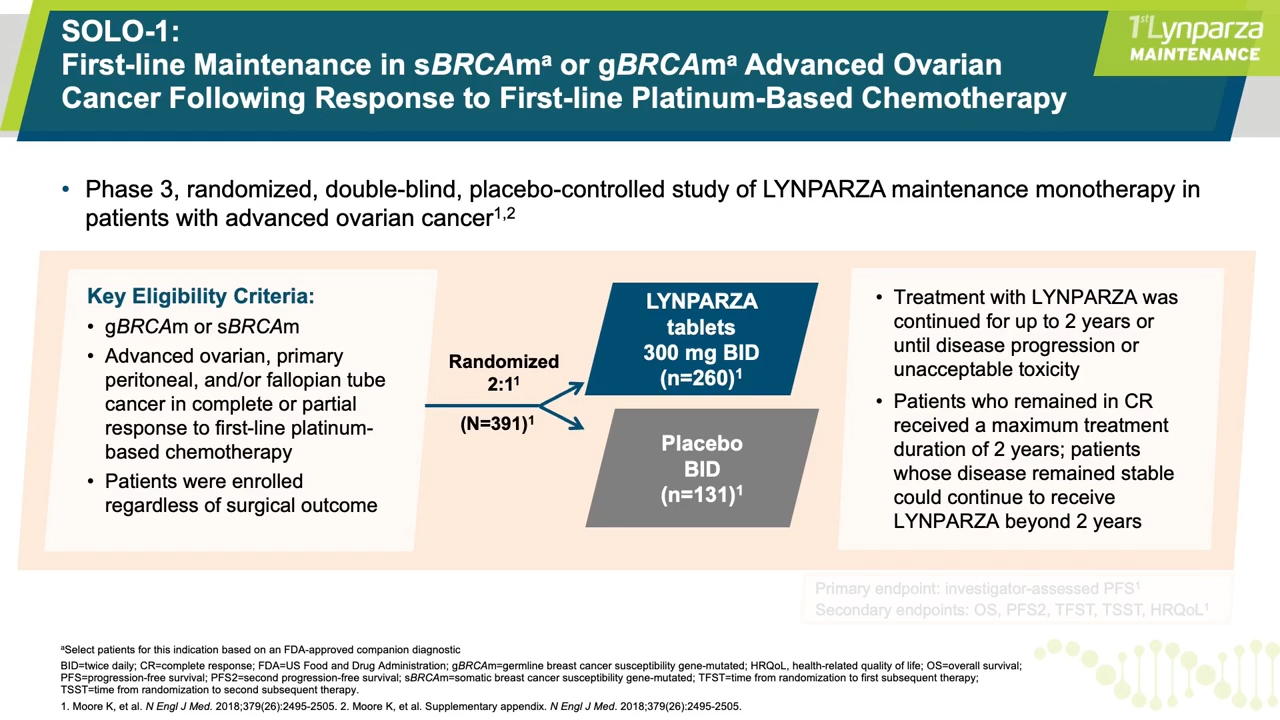 SOLO-1:
First-line Maintenance in sBRCAmᵃ or gBRCAmᵃ Advanced Ovarian
Cancer Following Response to First-line Platinum-Based Chemotherapy
1st Lynparza
MAINTENANCE
• Phase 3, randomized, double-blind, placebo-controlled study of LYNPARZA maintenance monotherapy in
patients with advanced ovarian cancer¹,²
Key Eligibility Criteria:
• gBRCAm or sBRCAm
• Advanced ovarian, primary
peritoneal, and/or fallopian tube
cancer in complete or partial
response to first-line platinum-
based chemotherapy
• Patients were enrolled
regardless of surgical outcome
Randomized
2:1¹
(N=391)¹
LYNPARZA
tablets
300 mg BID
(n=260)¹
Placebo
BID
(n=131)¹
• Treatment with LYNPARZA was
continued for up to 2 years or
until disease progression or
unacceptable toxicity
• Patients who remained in CR
received a maximum treatment
duration of 2 years; patients
whose disease remained stable
could continue to receive
LYNPARZA beyond 2 years
Primary endpoint: investigator-assessed PFS¹
Secondary endpoints: OS, PFS2, TFST, TSST, HRQoL¹
ᵃSelect patients for this indication based on an FDA-approved companion diagnostic
BID=twice daily; CR=complete response; FDA=US Food and Drug Administration; gBRCAm=germline breast cancer susceptibility gene-mutated; HRQoL, health-related quality of life; OS=overall survival;
PFS=progression-free survival; PFS2=second progression-free survival; sBRCAm=somatic breast cancer susceptibility gene-mutated; TFST=time from randomization to first subsequent therapy;
TSST=time from randomization to second subsequent therapy.
1. Moore K, et al. N Engl J Med. 2018;379(26):2495-2505. 2. Moore K, et al. Supplementary appendix. N Engl J Med. 2018;379(26):2495-2505.